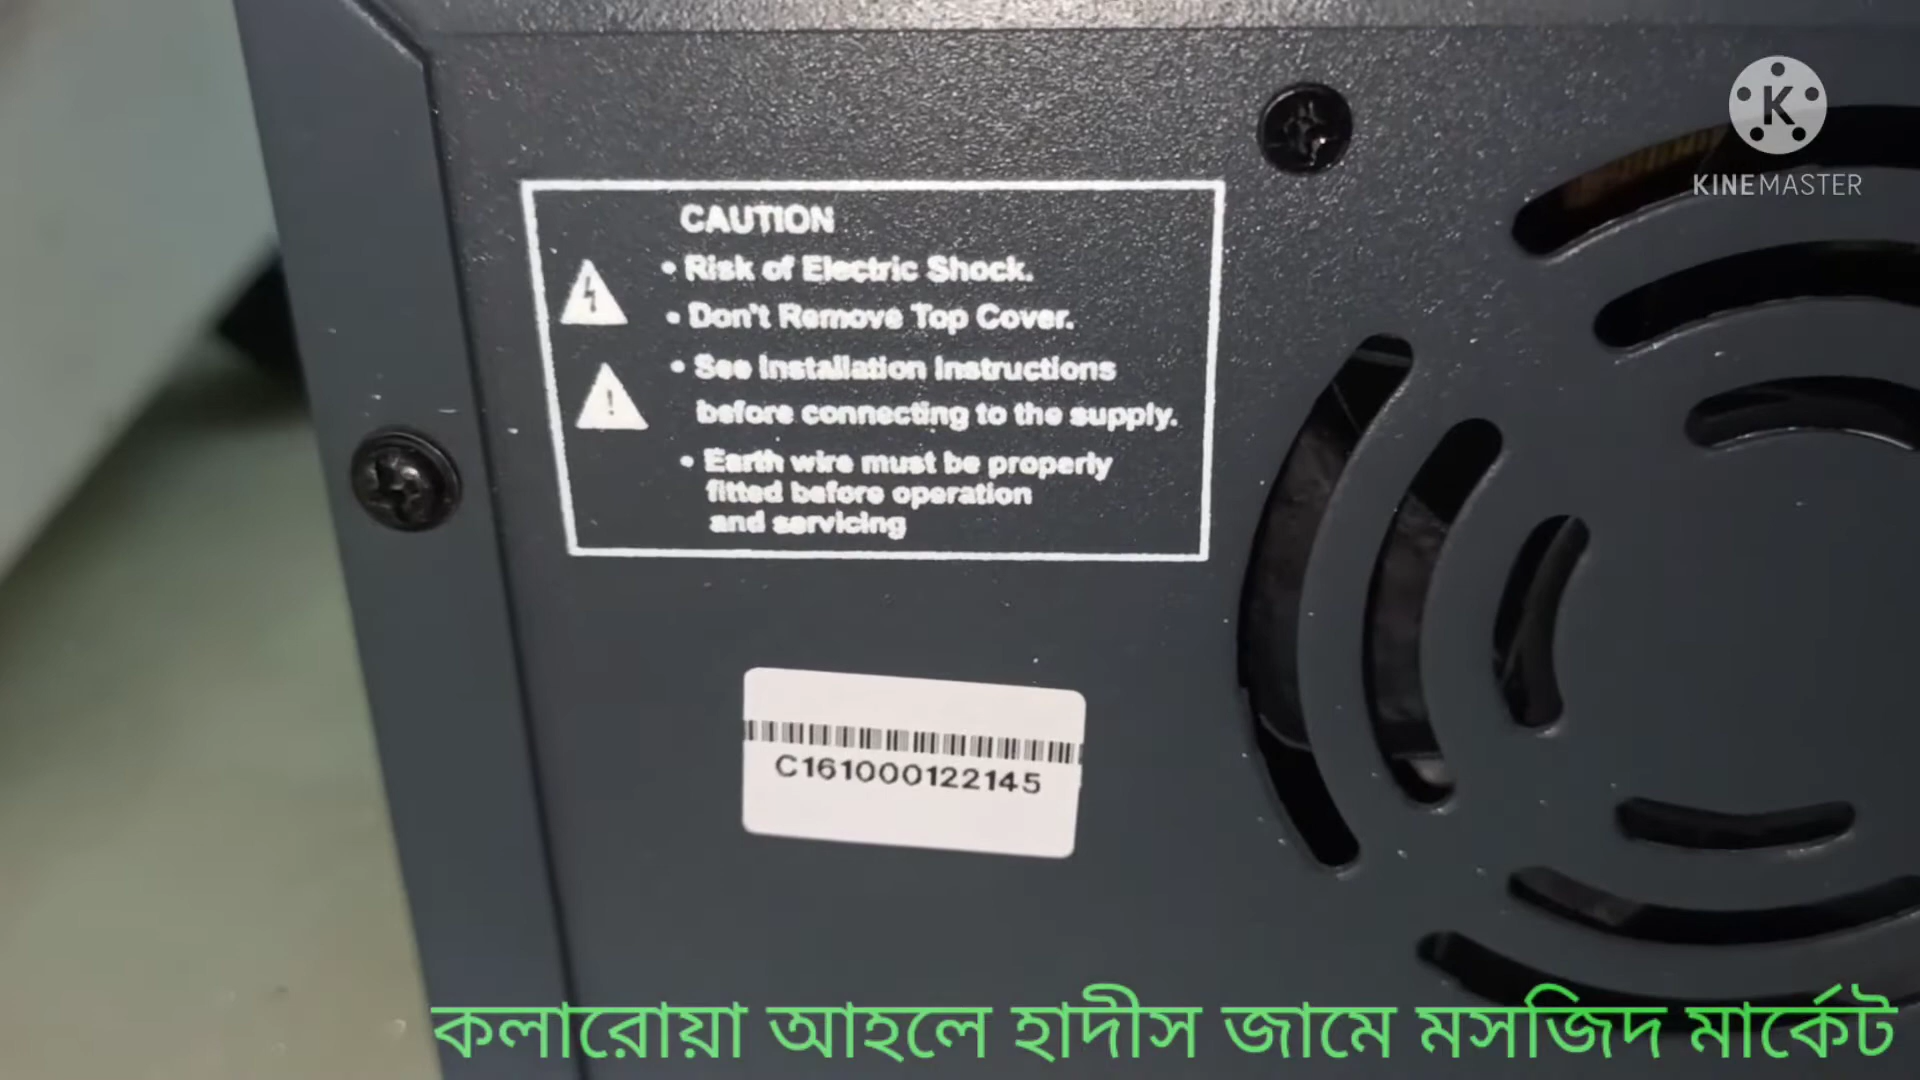 KINEMASTER
CAUTION
• Risk of Electric Shock.
• Don't Remove Top Cover.
• See Installation Instructions
before connecting to the supply.
• Earth wire must be properly
fitted before operation
and servicing
C161000122145
কলারোয়া আহলে হাদীস জামে মসজিদ মার্কেট